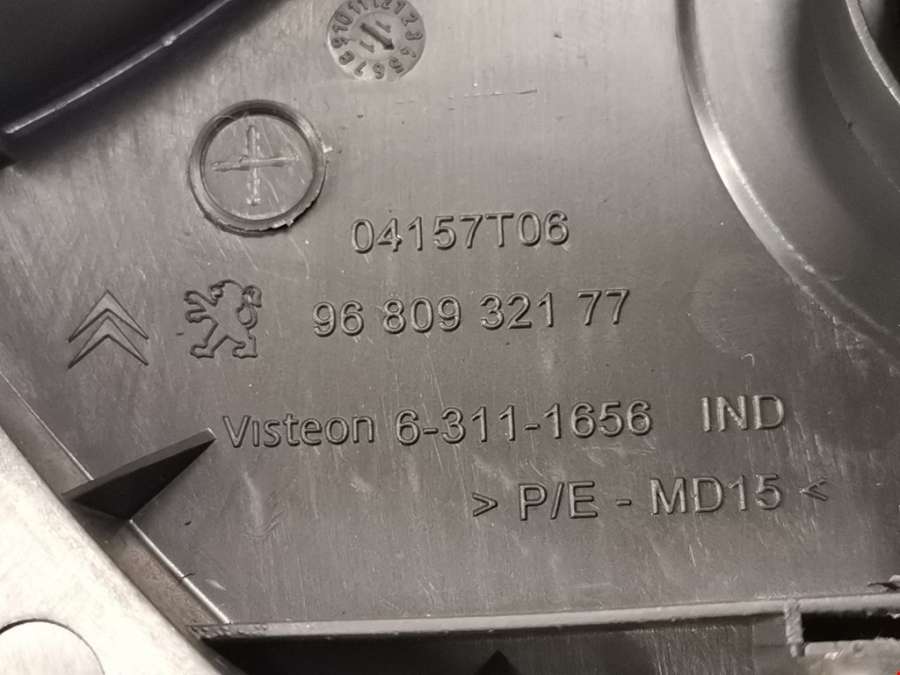 04157T06
96 809 321 77
Visteon 6-311-1656 IND
> P/E - MD15 <